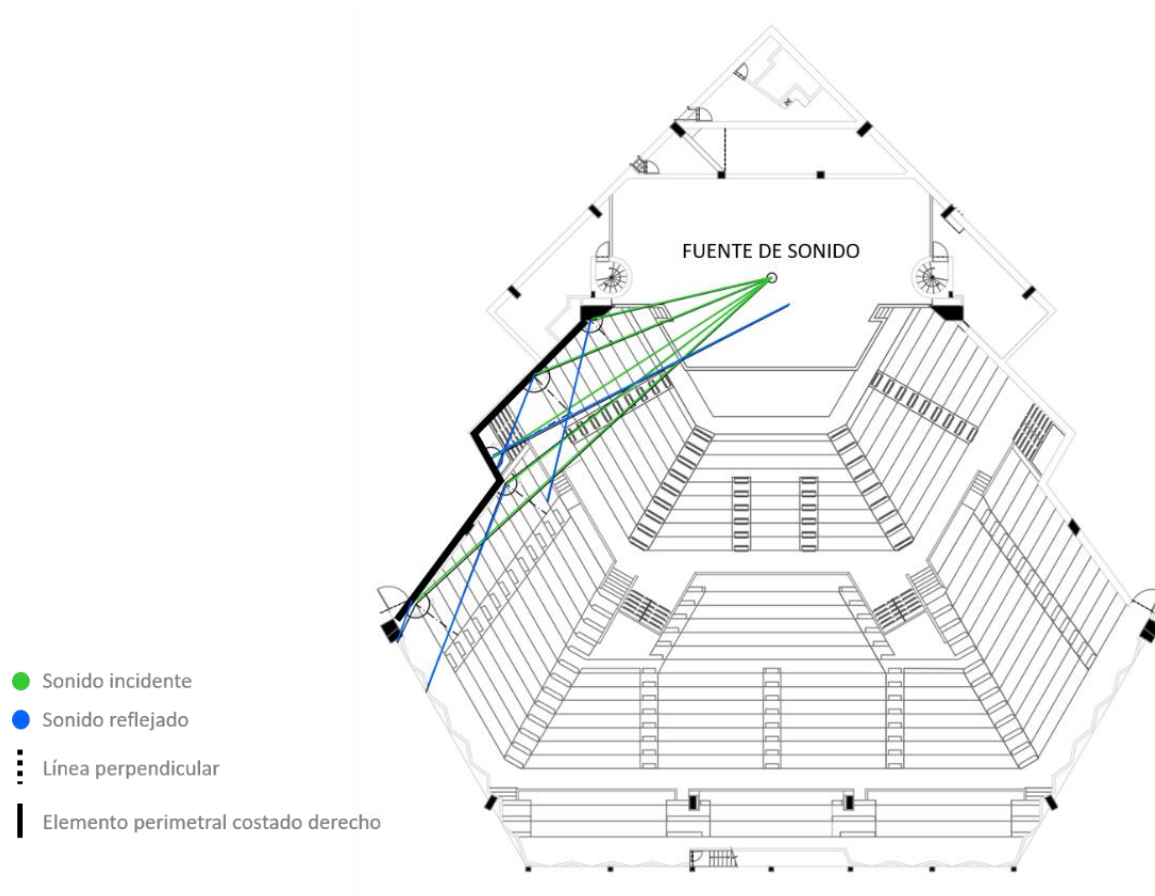 FUENTE DE SONIDO
Sonido incidente
Sonido reflejado
Línea perpendicular
Elemento perimetral costado derecho